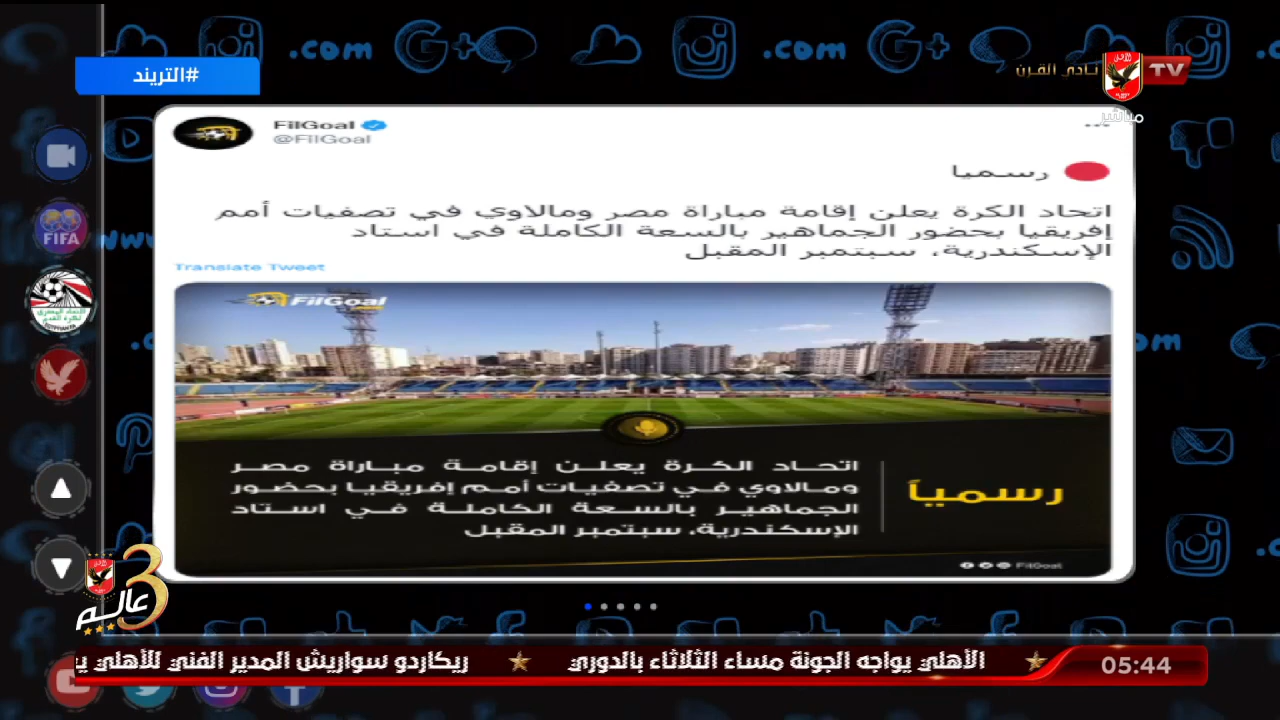 #التريند
نادي القرن
TV
مباشر
FilGoal
@FilGoal
رسميا
اتحاد الكرة يعلن إقامة مباراة مصر ومالاوي في تصفيات أمم
إفريقيا بحضور الجماهير بالسعة الكاملة في استاد
الإسكندرية، سبتمبر المقبل
Translate Tweet
FilGoal
رسمياً
اتحاد الكرة يعلن إقامة مباراة مصر
ومالاوي في تصفيات أمم إفريقيا بحضور
الجماهير بالسعة الكاملة في استاد
الإسكندرية، سبتمبر المقبل
FilGoal
FIFA
3
عالم
05:44
الأهلي يواجه الجونة مساء الثلاثاء بالدوري
ريكاردو سواريش المدير الفني للأهلي
.com
G+
.com
G+